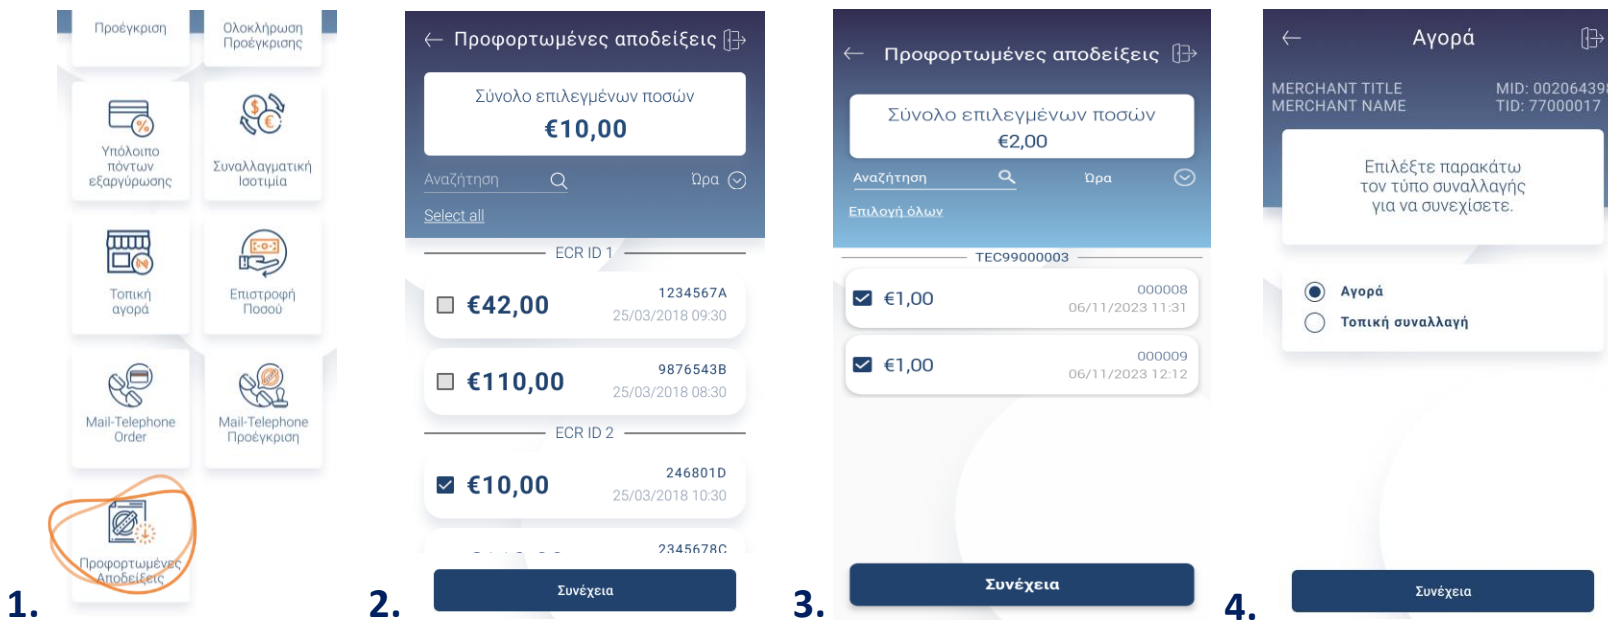 Προέγκριση
Ολοκλήρωση
Προέγκρισης
Υπόλοιπο
πόντων
εξαργύρωσης
Συναλλαγματική
Ισοτιμία
Τοπική
αγορά
Επιστροφή
Ποσού
Mail-Telephone
Order
Mail-Telephone
Προέγκριση
Προφορτωμένες
Αποδείξεις
1.
Προφορτωμένες αποδείξεις
Σύνολο επιλεγμένων ποσών
€10,00
Αναζήτηση
Ώρα
Select all
ECR ID 1
€42,00
1234567A
25/03/2018 09:30
€110,00
9876543B
25/03/2018 08:30
ECR ID 2
€10,00
246801D
25/03/2018 10:30
2345678C
Συνέχεια
2.
Προφορτωμένες αποδείξεις
Σύνολο επιλεγμένων ποσών
€2,00
Αναζήτηση
Ώρα
Επιλογή όλων
TEC99000003
€1,00
000008
06/11/2023 11:31
€1,00
000009
06/11/2023 12:12
Συνέχεια
3.
Αγορά
MERCHANT TITLE
MID: 002064398
MERCHANT NAME
TID: 77000017
Επιλέξτε παρακάτω
τον τύπο συναλλαγής
για να συνεχίσετε.
Αγορά
Τοπική συναλλαγή
Συνέχεια
4.